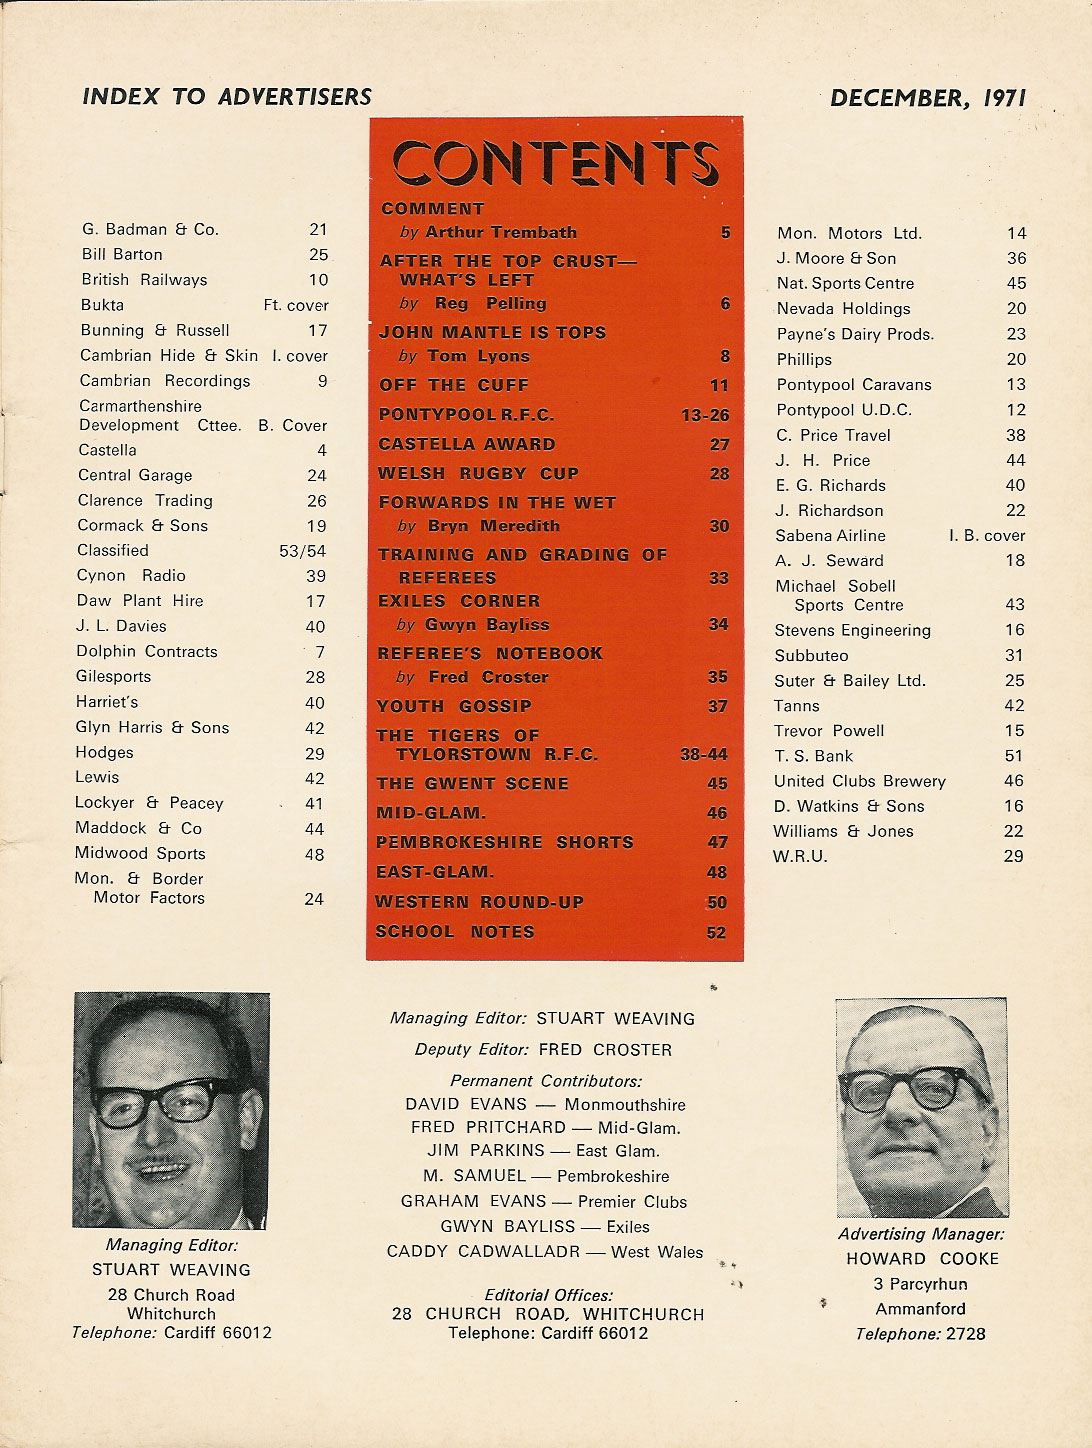 INDEX TO ADVERTISERS
DECEMBER, 1971
G. Badman & Co. 21
Bill Barton 25
British Railways 10
Bukta Ft. cover
Bunning & Russell 17
Cambrian Hide & Skin I. cover
Cambrian Recordings 9
Carmarthenshire
Development Cttee. B. Cover
Castella 4
Central Garage 24
Clarence Trading 26
Cormack & Sons 19
Classified 53/54
Cynon Radio 39
Daw Plant Hire 17
J. L. Davies 40
Dolphin Contracts 7
Gilesports 28
Harriet's 40
Glyn Harris & Sons 42
Hodges 29
Lewis 42
Lockyer & Peacey 41
Maddock & Co 44
Midwood Sports 48
Mon. & Border
Motor Factors 24
CONTENTS
COMMENT
by Arthur Trembath 5
AFTER THE TOP CRUST—
WHAT'S LEFT
by Reg Pelling 6
JOHN MANTLE IS TOPS
by Tom Lyons 8
OFF THE CUFF 11
PONTYPOOL R.F.C. 13-26
CASTELLA AWARD 27
WELSH RUGBY CUP 28
FORWARDS IN THE WET
by Bryn Meredith 30
TRAINING AND GRADING OF
REFEREES 33
EXILES CORNER
by Gwyn Bayliss 34
REFEREE'S NOTEBOOK
by Fred Croster 35
YOUTH GOSSIP 37
THE TIGERS OF
TYLORSTOWN R.F.C. 38-44
THE GWENT SCENE 45
MID-GLAM. 46
PEMBROKESHIRE SHORTS 47
EAST-GLAM. 48
WESTERN ROUND-UP 50
SCHOOL NOTES 52
Mon. Motors Ltd. 14
J. Moore & Son 36
Nat. Sports Centre 45
Nevada Holdings 20
Payne's Dairy Prods. 23
Phillips 20
Pontypool Caravans 13
Pontypool U.D.C. 12
C. Price Travel 38
J. H. Price 44
E. G. Richards 40
J. Richardson 22
Sabena Airline I. B. cover
A. J. Seward 18
Michael Sobell
Sports Centre 43
Stevens Engineering 16
Subbuteo 31
Suter & Bailey Ltd. 25
Tanns 42
Trevor Powell 15
T. S. Bank 51
United Clubs Brewery 46
D. Watkins & Sons 16
Williams & Jones 22
W.R.U. 29
Managing Editor:
STUART WEAVING
28 Church Road
Whitchurch
Telephone: Cardiff 66012
Managing Editor: STUART WEAVING
Deputy Editor: FRED CROSTER
Permanent Contributors:
DAVID EVANS — Monmouthshire
FRED PRITCHARD — Mid-Glam.
JIM PARKINS — East Glam.
M. SAMUEL — Pembrokeshire
GRAHAM EVANS — Premier Clubs
GWYN BAYLISS — Exiles
CADDY CADWALLADR — West Wales
Editorial Offices:
28 CHURCH ROAD, WHITCHURCH
Telephone: Cardiff 66012
Advertising Manager:
HOWARD COOKE
3 Parcyrhun
Ammanford
Telephone: 2728